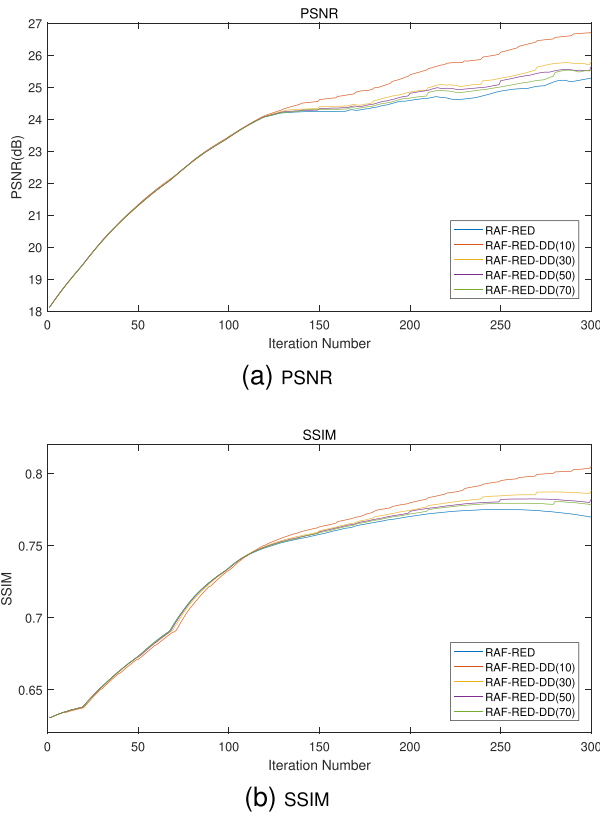 PSNR
27
26
25
24
23
22
21
20
19
18
PSNR(dB)
0 50 100 150 200 250 300
Iteration Number
RAF-RED
RAF-RED-DD(10)
RAF-RED-DD(30)
RAF-RED-DD(50)
RAF-RED-DD(70)
(a) PSNR
SSIM
0.8
0.75
0.7
0.65
SSIM
0 50 100 150 200 250 300
Iteration Number
RAF-RED
RAF-RED-DD(10)
RAF-RED-DD(30)
RAF-RED-DD(50)
RAF-RED-DD(70)
(b) SSIM